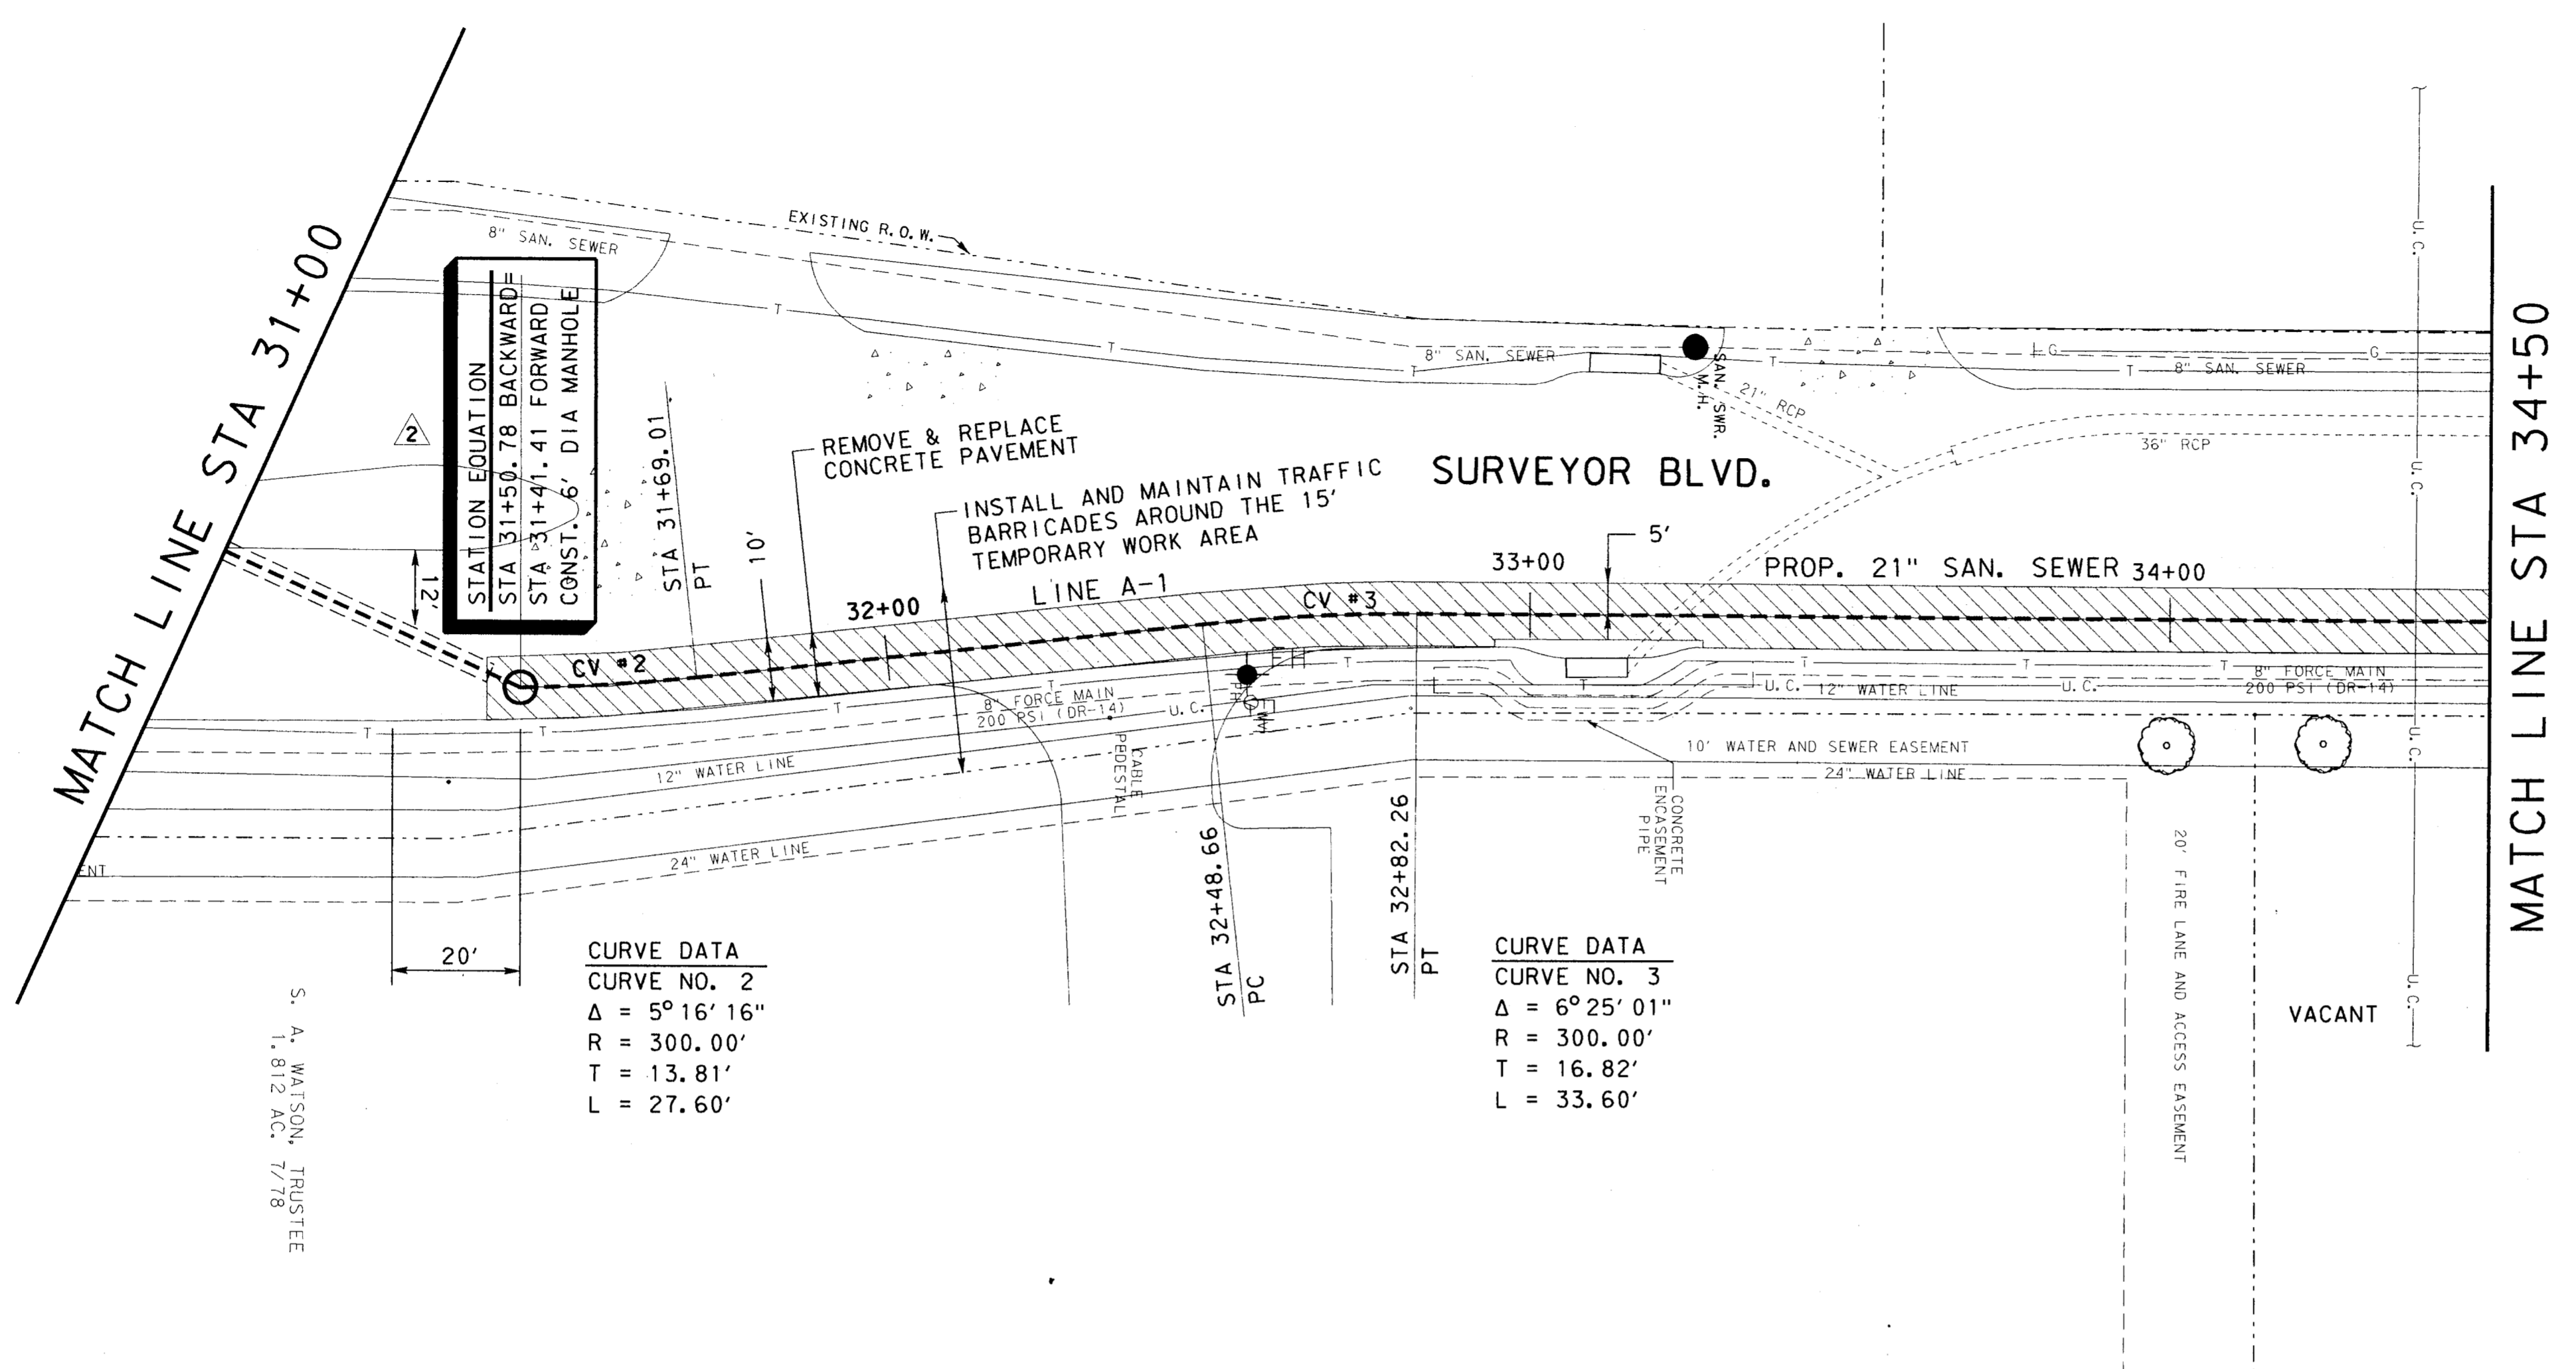 MATCH LINE STA 31+00
EXISTING R.O.W.
8" SAN. SEWER
STATION EQUATION
STA 31+50.78 BACKWARD=
STA 31+41.41 FORWARD
CONST. 6' DIA MANHOLE
2
12'
STA 31+69.01
PT
10'
REMOVE & REPLACE
CONCRETE PAVEMENT
INSTALL AND MAINTAIN TRAFFIC
BARRICADES AROUND THE 15'
TEMPORARY WORK AREA
SURVEYOR BLVD.
8" SAN. SEWER
SAN. SWR.
M.H.
21" RCP
8" SAN. SEWER
36" RCP
T
T
T
T
T
G
G
5'
32+00
LINE A-1
CV #3
33+00
PROP. 21" SAN. SEWER
34+00
CV #2
FH
T
T
T
T
T
T
T
T
T
8" FORCE MAIN
200 PSI (DR-14)
U.C.
U.C.
12" WATER LINE
U.C.
8" FORCE MAIN
200 PSI (DR-14)
12" WATER LINE
CABLE
PEDESTAL
10' WATER AND SEWER EASEMENT
24" WATER LINE
24" WATER LINE
CONCRETE
ENCASEMENT
PIPE
ENT
STA 32+48.66
PC
STA 32+82.26
PT
20'
20' FIRE LANE AND ACCESS EASEMENT
U.C.
U.C.
U.C.
U.C.
VACANT
MATCH LINE STA 34+50
CURVE DATA
CURVE NO. 2
Δ = 5°16'16"
R = 300.00'
T = 13.81'
L = 27.60'
CURVE DATA
CURVE NO. 3
Δ = 6°25'01"
R = 300.00'
T = 16.82'
L = 33.60'
S. A. WATSON, TRUSTEE
1.812 AC. 7/78